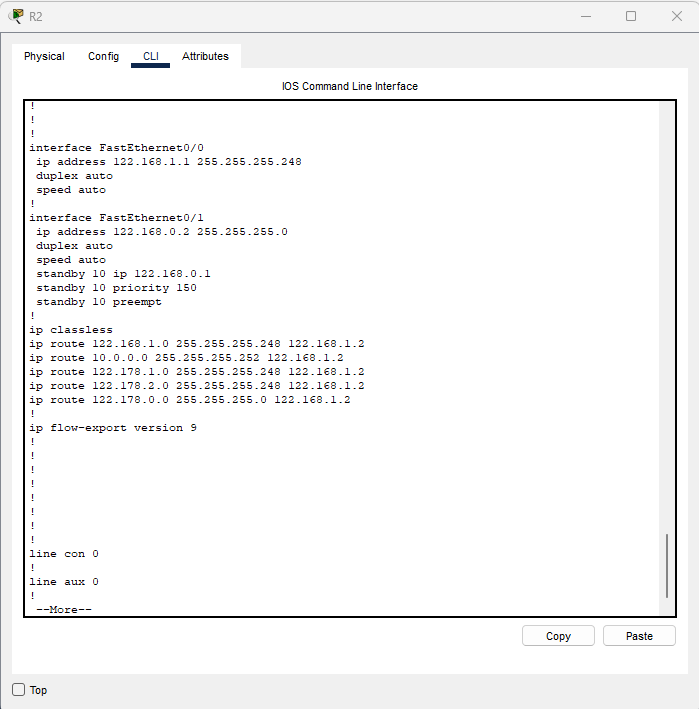 R2
Physical Config CLI Attributes
IOS Command Line Interface
!
!
!
interface FastEthernet0/0
 ip address 122.168.1.1 255.255.255.248
 duplex auto
 speed auto
!
interface FastEthernet0/1
 ip address 122.168.0.2 255.255.255.0
 duplex auto
 speed auto
 standby 10 ip 122.168.0.1
 standby 10 priority 150
 standby 10 preempt
!
ip classless
ip route 122.168.1.0 255.255.255.248 122.168.1.2
ip route 10.0.0.0 255.255.255.252 122.168.1.2
ip route 122.178.1.0 255.255.255.248 122.168.1.2
ip route 122.178.2.0 255.255.255.248 122.168.1.2
ip route 122.178.0.0 255.255.255.0 122.168.1.2
!
ip flow-export version 9
!
!
!
!
!
!
!
!
line con 0
!
line aux 0
!
 --More--
Copy Paste
Top